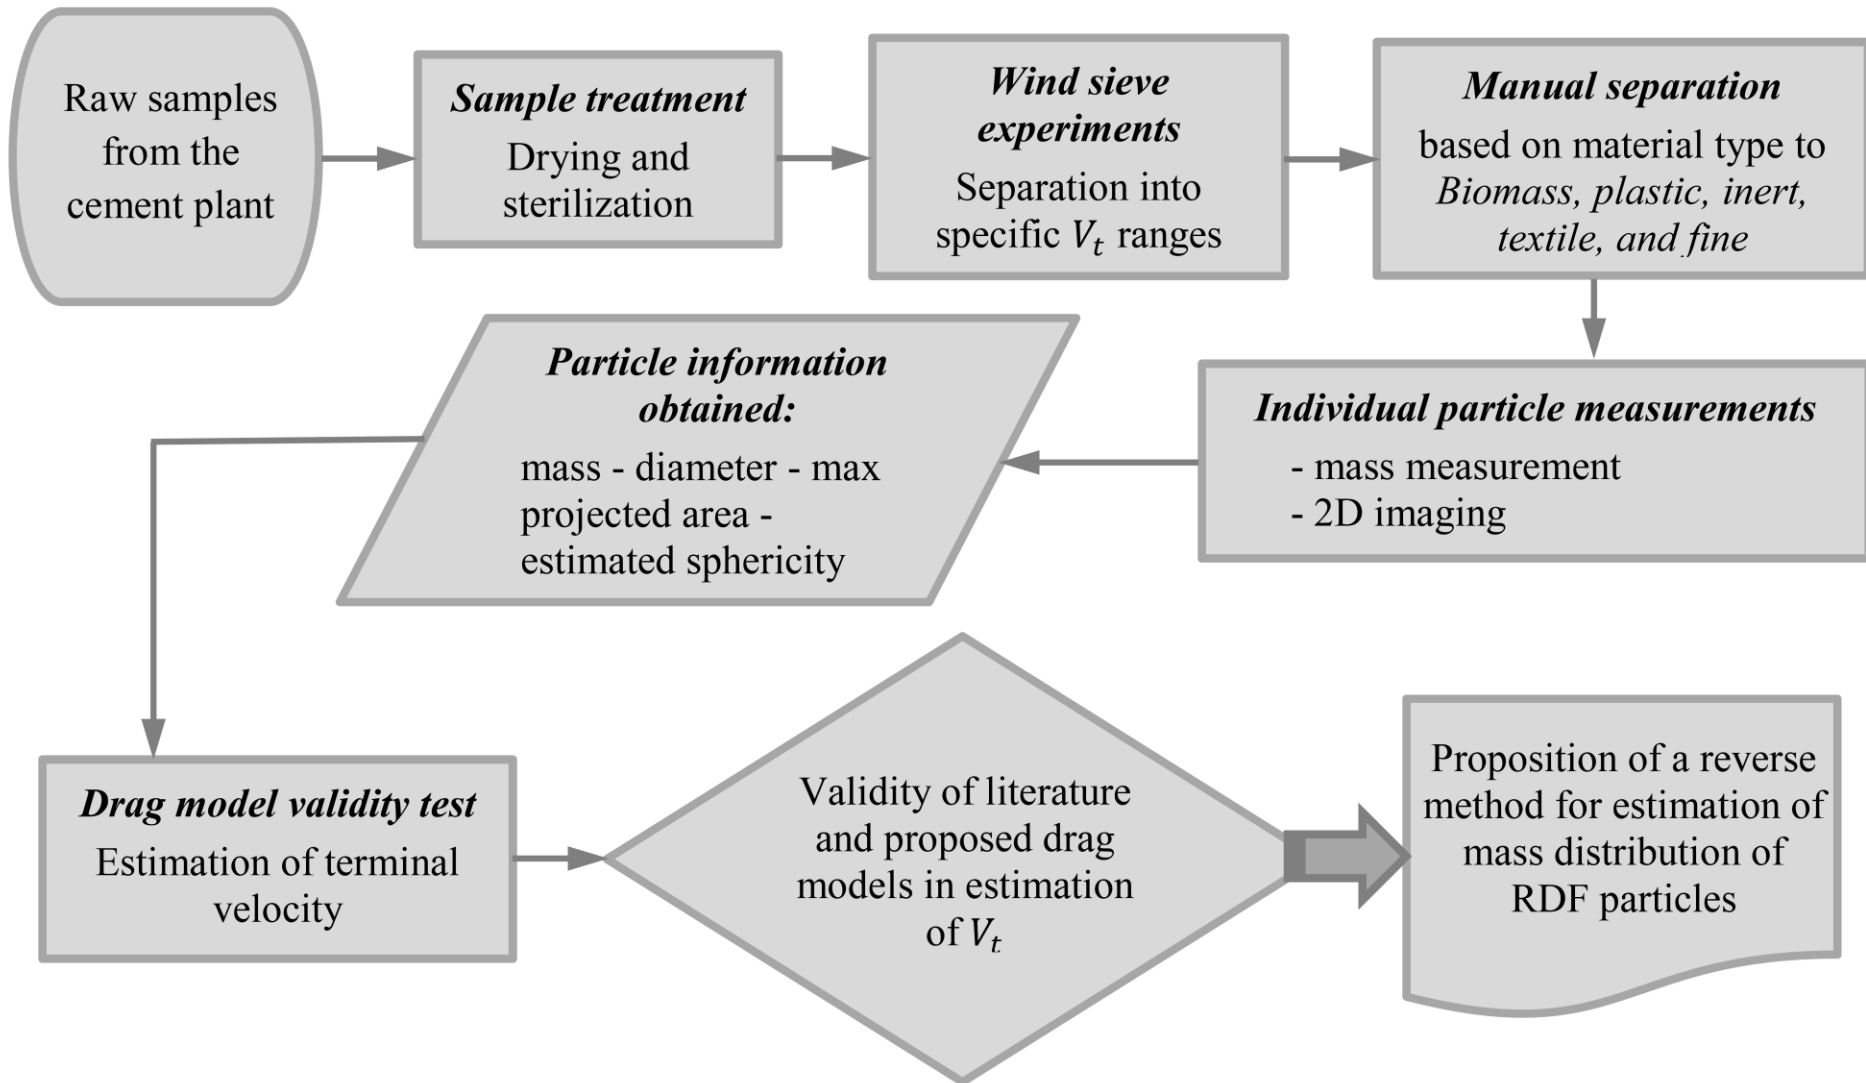 Raw samples
from the
cement plant
Sample treatment
Drying and
sterilization
Wind sieve
experiments
Separation into
specific V_t ranges
Manual separation
based on material type to
Biomass, plastic, inert,
textile, and fine
Individual particle measurements
- mass measurement
- 2D imaging
Particle information
obtained:
mass - diameter - max
projected area -
estimated sphericity
Drag model validity test
Estimation of terminal
velocity
Validity of literature
and proposed drag
models in estimation
of V_t
Proposition of a reverse
method for estimation of
mass distribution of
RDF particles